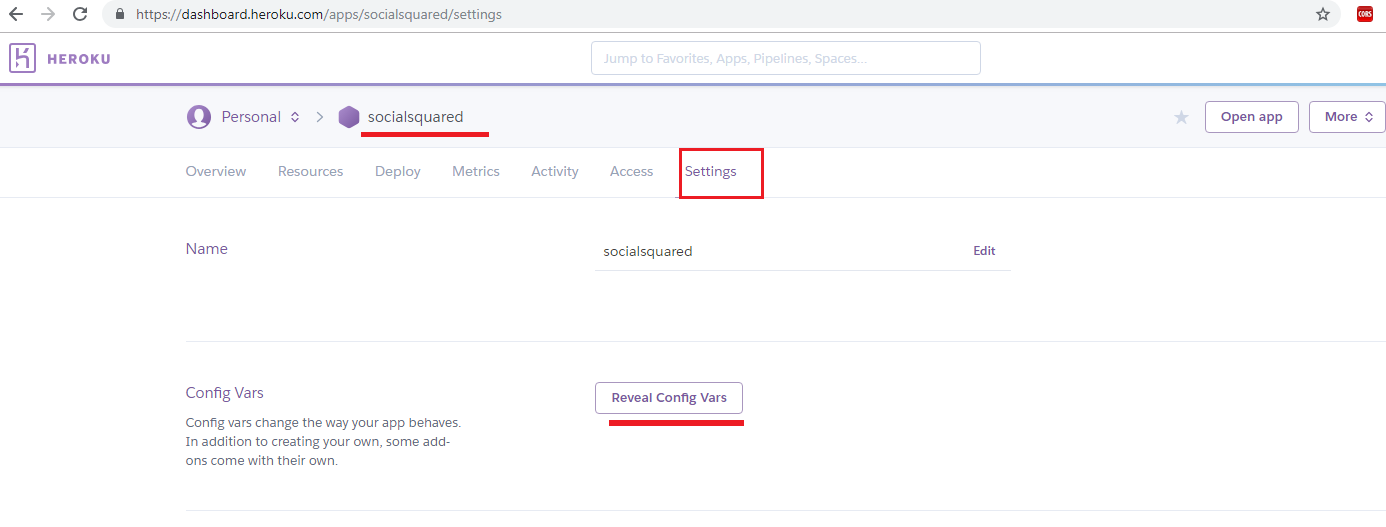 https://dashboard.heroku.com/apps/socialsquared/settings
CORS
HEROKU
Jump to Favorites, Apps, Pipelines, Spaces...
Personal
socialsquared
Open app
More
Overview
Resources
Deploy
Metrics
Activity
Access
Settings
Name
socialsquared
Edit
Config Vars
Reveal Config Vars
Config vars change the way your app behaves.
In addition to creating your own, some add-
ons come with their own.